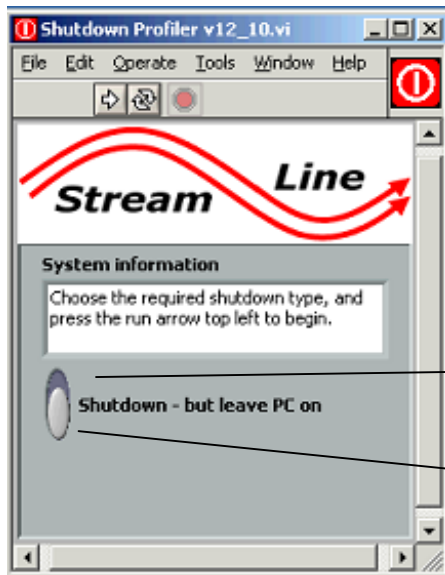 Shutdown Profiler v12_10.vi
File Edit Operate Tools Window Help
Stream Line
System information
Choose the required shutdown type, and
press the run arrow top left to begin.
Shutdown - but leave PC on